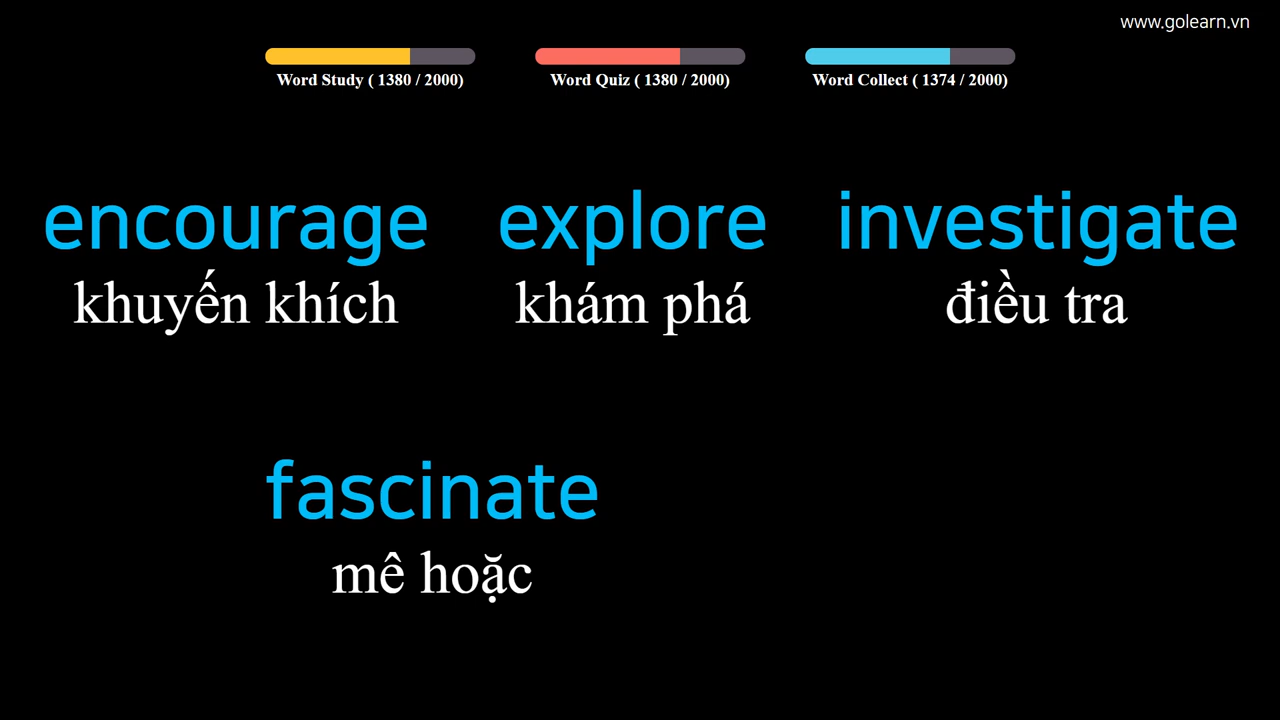 www.golearn.vn
Word Study ( 1380 / 2000) Word Quiz ( 1380 / 2000) Word Collect ( 1374 / 2000)
encourage explore investigate
khuyến khích khám phá điều tra
fascinate
mê hoặc